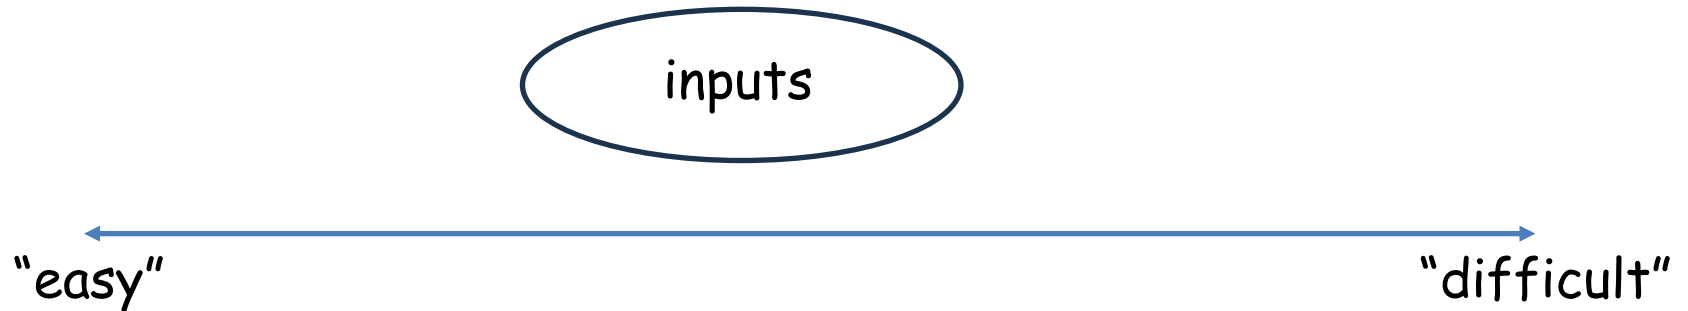 inputs
“easy”
“difficult”